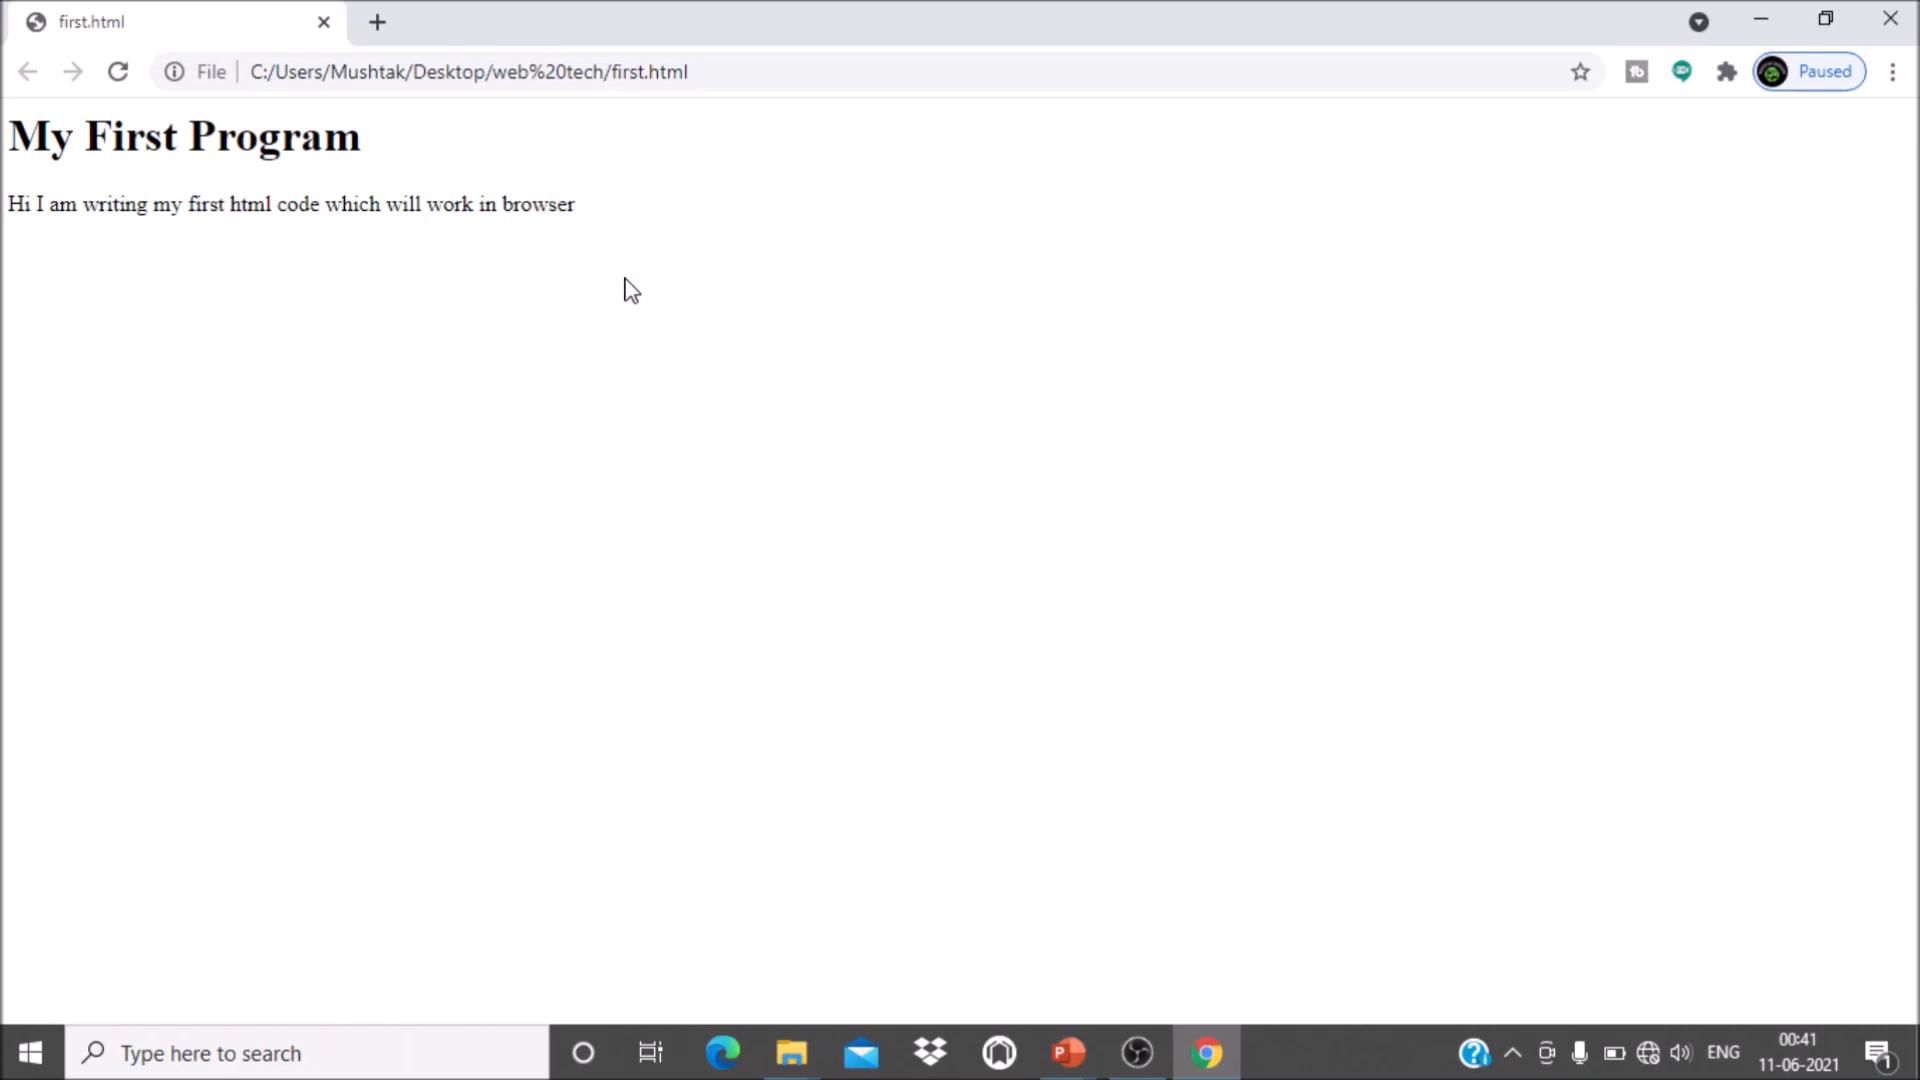 first.html
File
C:/Users/Mushtak/Desktop/web%20tech/first.html
Paused
My First Program
Hi I am writing my first html code which will work in browser
Type here to search
ENG
00:41
11-06-2021
1